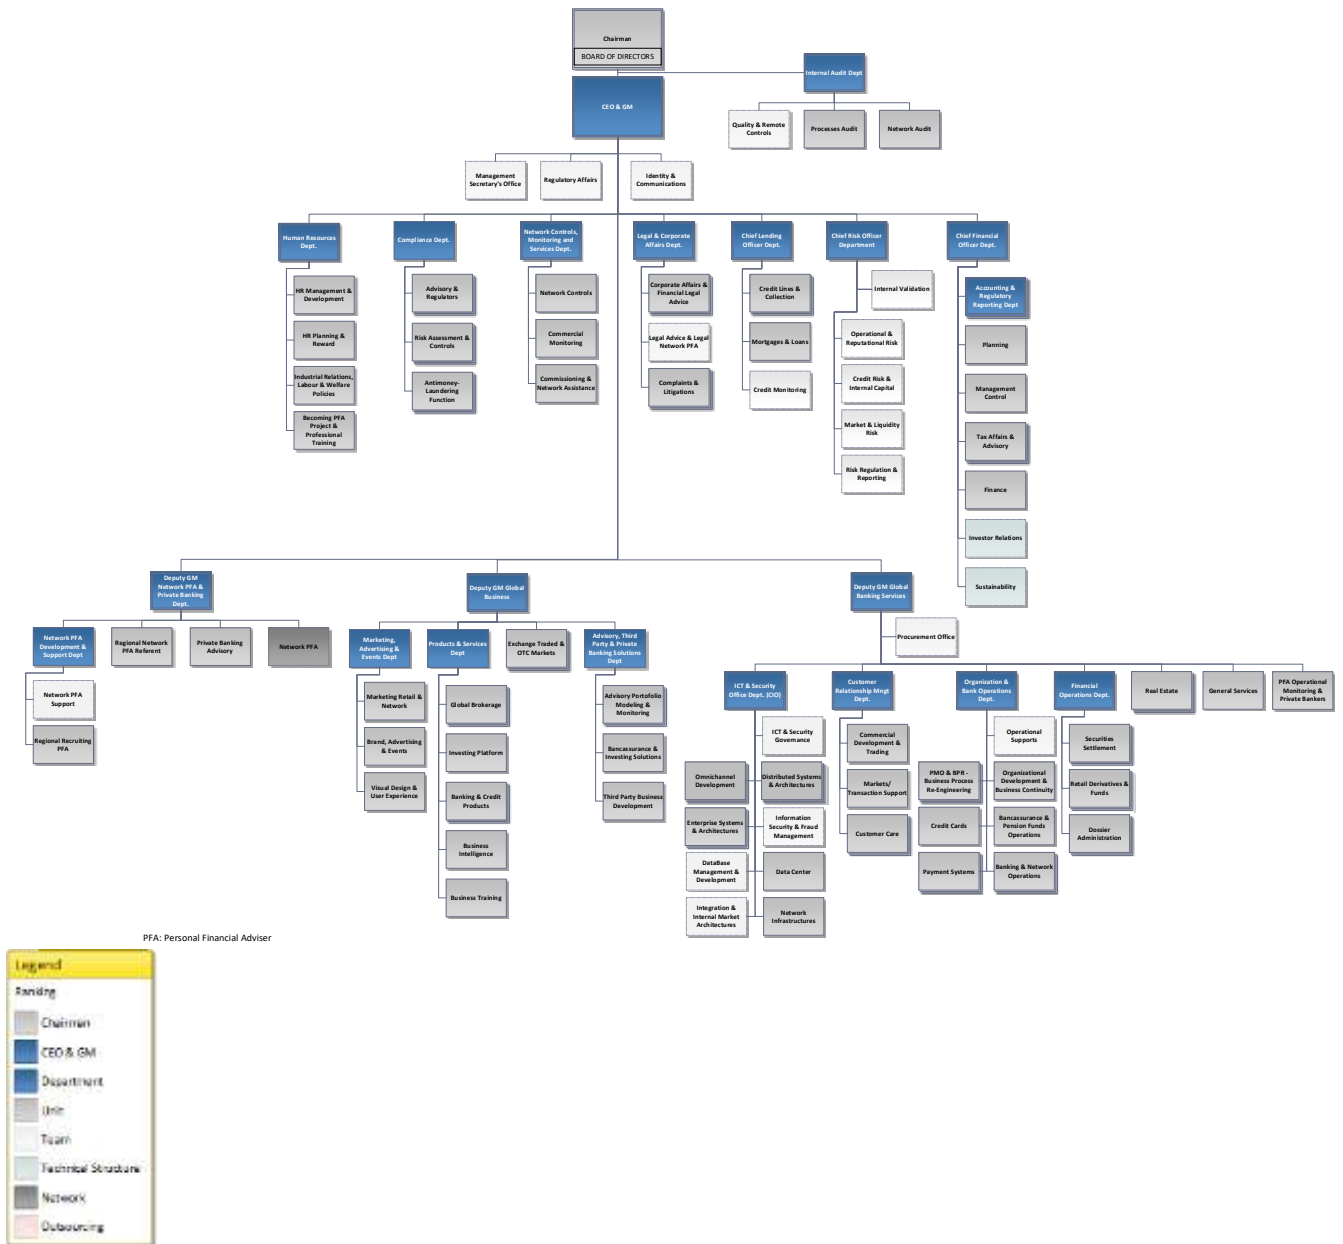 Chairman
BOARD OF DIRECTORS
Internal Audit Dept
CEO & GM
Quality & Remote
Controls
Processes Audit
Network Audit
Management
Secretary's Office
Regulatory Affairs
Identity &
Communications
Human Resources
Dept.
Compliance Dept.
Network Controls,
Monitoring and
Services Dept.
Legal & Corporate
Affairs Dept.
Chief Lending
Officer Dept.
Chief Risk Officer
Department
Chief Financial
Officer Dept.
HR Management &
Development
HR Planning &
Reward
Industrial Relations,
Labour & Welfare
Policies
Becoming PFA
Project &
Professional
Training
Advisory &
Regulators
Risk Assessment &
Controls
Antimoney-
Laundering
Function
Network Controls
Commercial
Monitoring
Commissioning &
Network Assistance
Corporate Affairs &
Financial Legal
Advice
Legal Advice & Legal
Network PFA
Complaints &
Litigations
Credit Lines &
Collection
Mortgages & Loans
Credit Monitoring
Internal Validation
Operational &
Reputational Risk
Credit Risk &
Internal Capital
Market & Liquidity
Risk
Risk Regulation &
Reporting
Accounting &
Regulatory
Reporting Dept
Planning
Management
Control
Tax Affairs &
Advisory
Finance
Investor Relations
Sustainability
Deputy GM
Network PFA &
Private Banking
Dept.
Deputy GM Global
Business
Deputy GM Global
Banking Services
Network PFA
Development &
Support Dept
Regional Network
PFA Referent
Private Banking
Advisory
Network PFA
Network PFA
Support
Regional Recruiting
PFA
Marketing,
Advertising &
Events Dept
Products & Services
Dept
Exchange Traded &
OTC Markets
Advisory, Third
Party & Private
Banking Solutions
Dept
Marketing Retail &
Network
Brand, Advertising
& Events
Visual Design &
User Experience
Global Brokerage
Investing Platform
Banking & Credit
Products
Business
Intelligence
Business Training
Advisory Portofolio
Modeling &
Monitoring
Bancassurance &
Investing Solutions
Third Party Business
Development
Procurement Office
ICT & Security
Office Dept. (CIO)
Customer
Relationship Mngt
Dept.
Organization &
Bank Operations
Dept.
Financial
Operations Dept.
Real Estate
General Services
PFA Operational
Monitoring &
Private Bankers
ICT & Security
Governance
Omnichannel
Development
Distributed Systems
& Architectures
Enterprise Systems
& Architectures
Information
Security & Fraud
Management
DataBase
Management &
Development
Data Center
Integration &
Internal Market
Architectures
Network
Infrastructures
Commercial
Development &
Trading
Markets/
Transaction Support
Customer Care
Operational
Supports
PMO & BPR -
Business Process
Re-Engineering
Organizational
Development &
Business Continuity
Credit Cards
Bancassurance &
Pension Funds
Operations
Payment Systems
Banking & Network
Operations
Securities
Settlement
Retail Derivatives &
Funds
Dossier
Administration
PFA: Personal Financial Adviser
Legend
Ranking
Chairman
CEO & GM
Department
Unit
Team
Technical Structure
Network
Outsourcing